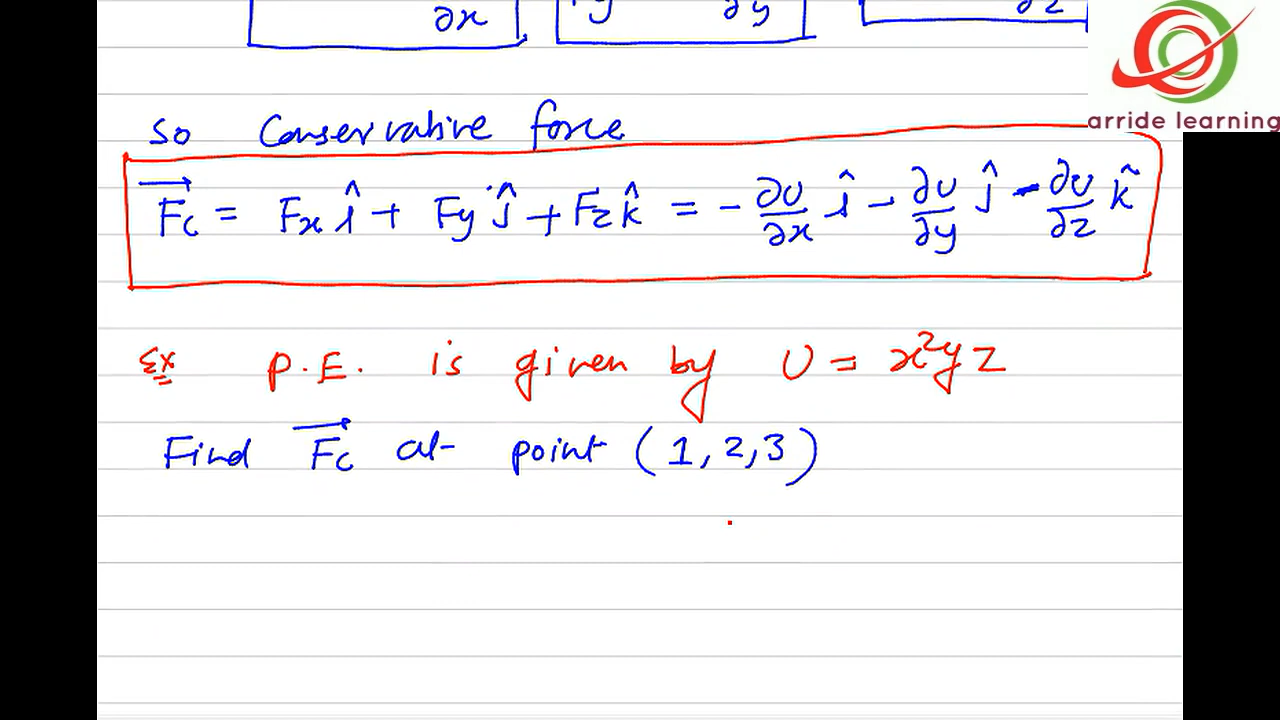 ∂x ∂y ∂z
arride learning
so Conservative force
F⃗c = Fx î + Fy ĵ + Fz k̂ = - ∂U/∂x î - ∂U/∂y ĵ - ∂U/∂z k̃
Ex P.E. is given by U = x²yz
Find F⃗c at point (1,2,3)